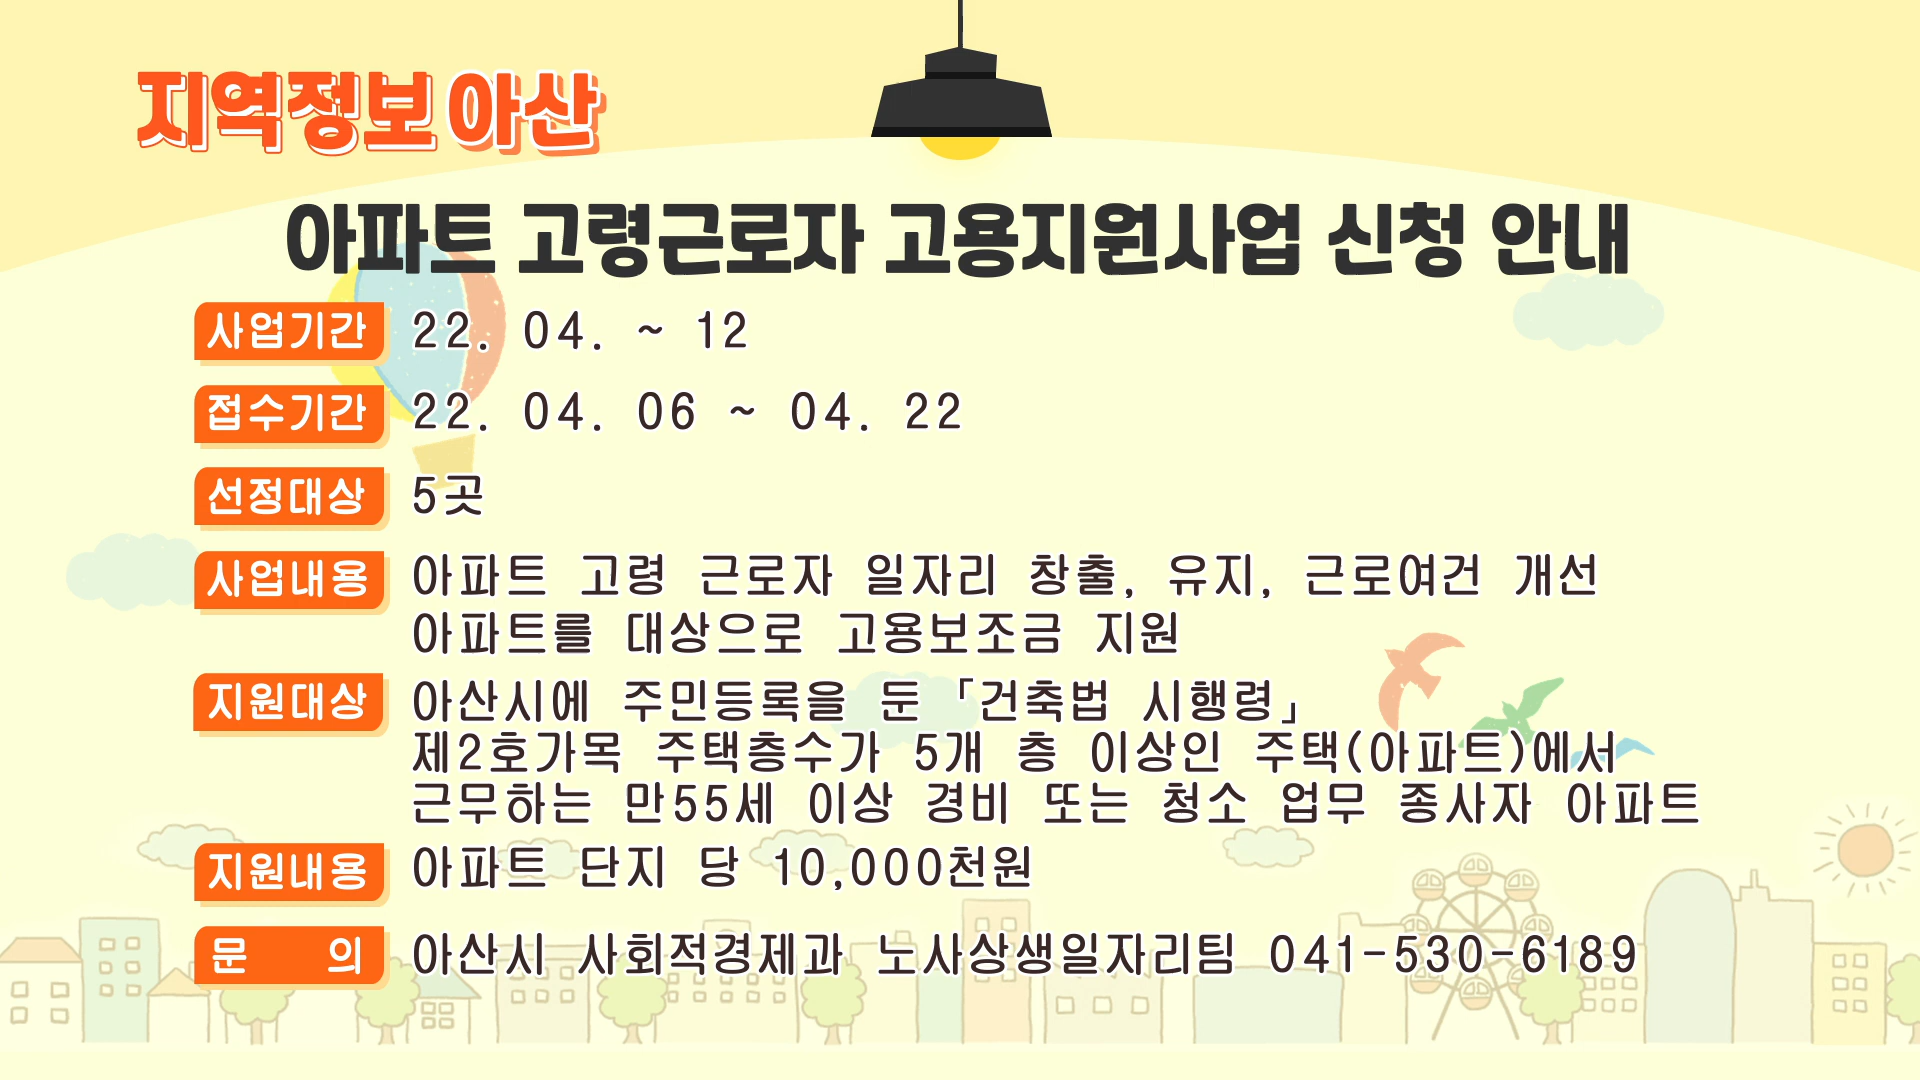 지역정보 아산
아파트 고령근로자 고용지원사업 신청 안내
사업기간 22. 04. ~ 12
접수기간 22. 04. 06 ~ 04. 22
선정대상 5곳
사업내용 아파트 고령 근로자 일자리 창출, 유지, 근로여건 개선
아파트를 대상으로 고용보조금 지원
지원대상 아산시에 주민등록을 둔「건축법 시행령」
제2호가목 주택층수가 5개 층 이상인 주택(아파트)에서
근무하는 만55세 이상 경비 또는 청소 업무 종사자 아파트
지원내용 아파트 단지 당 10,000천원
문 의 아산시 사회적경제과 노사상생일자리팀 041-530-6189